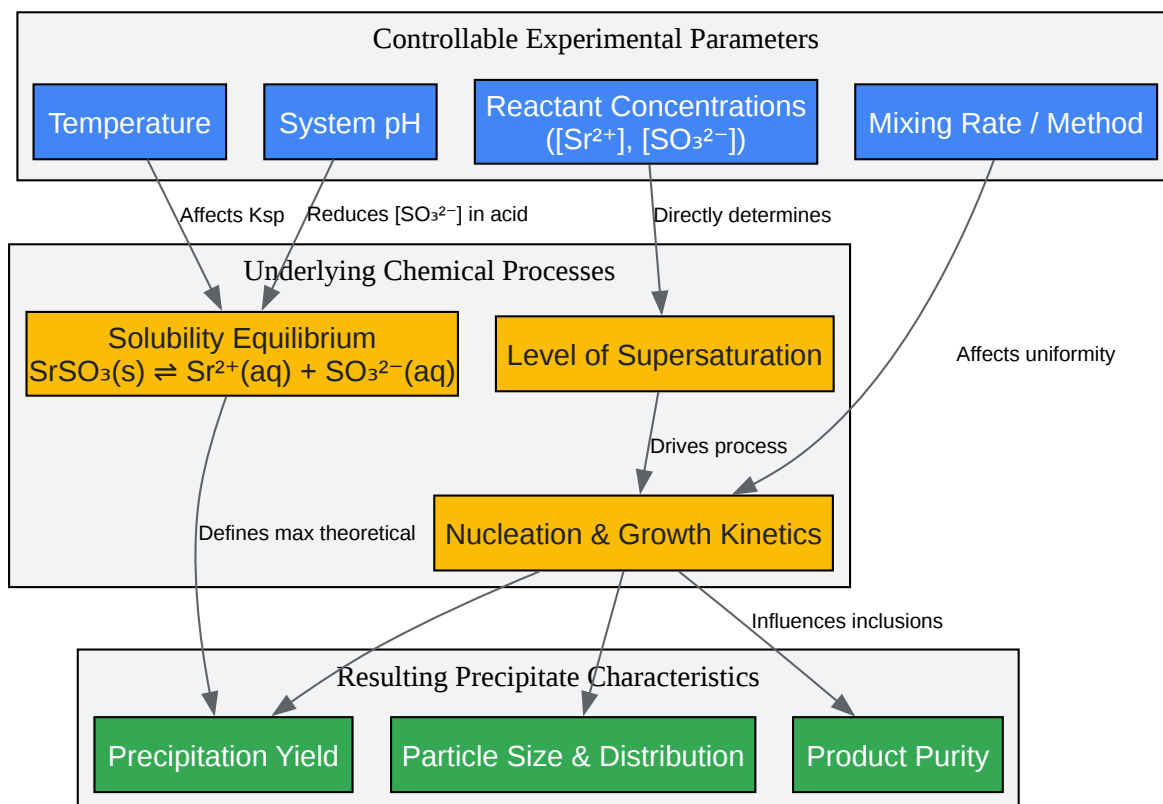 Controllable Experimental Parameters
Temperature
System pH
Reactant Concentrations
([Sr²⁺], [SO₃²⁻])
Mixing Rate / Method
Affects Ksp
Reduces [SO₃²⁻] in acid
Directly determines
Affects uniformity
Underlying Chemical Processes
Solubility Equilibrium
SrSO₃(s) ⇌ Sr²⁺(aq) + SO₃²⁻(aq)
Level of Supersaturation
Drives process
Nucleation & Growth Kinetics
Defines max theoretical
Influences inclusions
Resulting Precipitate Characteristics
Precipitation Yield
Particle Size & Distribution
Product Purity